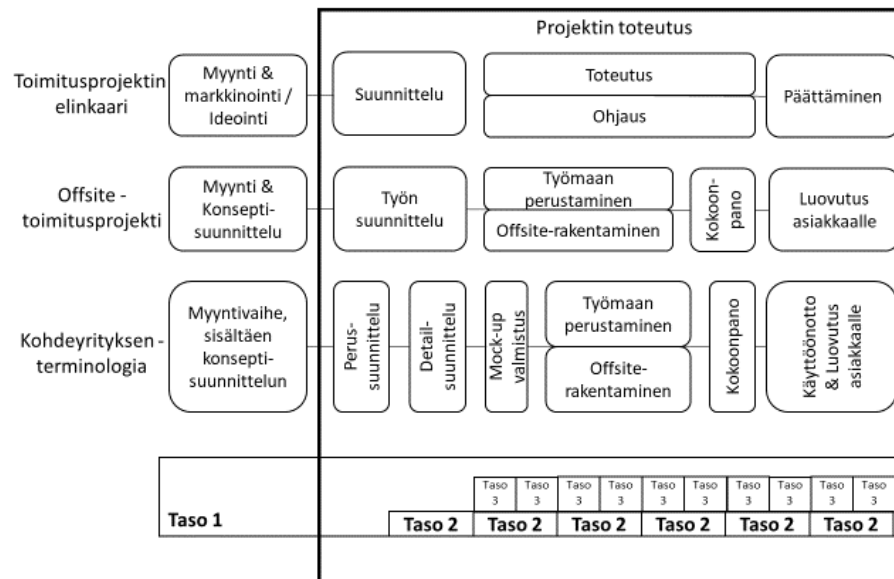 Projektin toteutus
Toimitusprojektin
elinkaari
Myynti &
markkinointi /
Ideointi
Suunnittelu
Toteutus
Ohjaus
Päättäminen
Offsite -
toimitusprojekti
Myynti &
Konsepti-
suunnittelu
Työn
suunnittelu
Työmaan
perustaminen
Offsite-rakentaminen
Kokoon-
pano
Luovutus
asiakkaalle
Kohdeyrityksen -
terminologia
Myyntivaihe,
sisältäen
konsepti-
suunnittelun
Perus-
suunnittelu
Detail-
suunnittelu
Mock-up
valmistus
Työmaan
perustaminen
Offsite-
rakentaminen
Kokoonpano
Käyttöönotto
& Luovutus
asiakkaalle
Taso 1
Taso
3
Taso
3
Taso
3
Taso
3
Taso
3
Taso
3
Taso
3
Taso
3
Taso
3
Taso
3
Taso 2
Taso 2
Taso 2
Taso 2
Taso 2
Taso 2